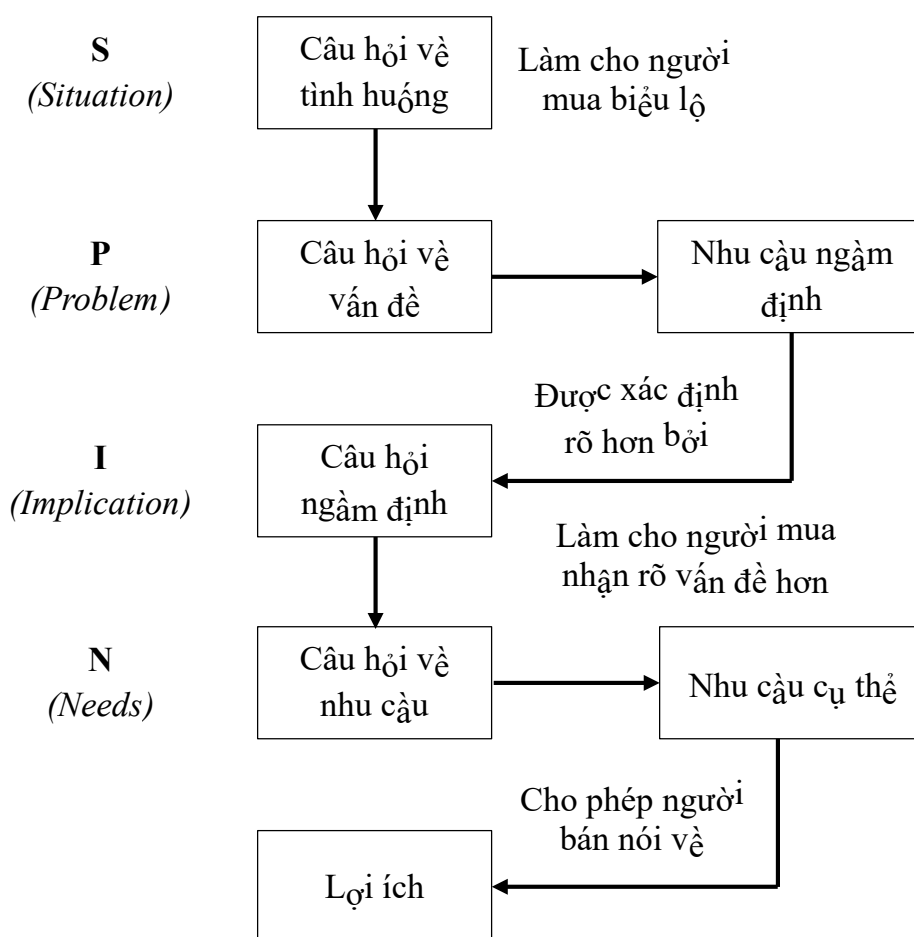 S
(Situation)
Câu hỏi về
tình huống
Làm cho người
mua biểu lộ
P
(Problem)
Câu hỏi về
vấn đề
Nhu cầu ngầm
định
Được xác định
rõ hơn bởi
I
(Implication)
Câu hỏi
ngầm định
Làm cho người mua
nhận rõ vấn đề hơn
N
(Needs)
Câu hỏi về
nhu cầu
Nhu cầu cụ thể
Cho phép người
bán nói về
Lợi ích